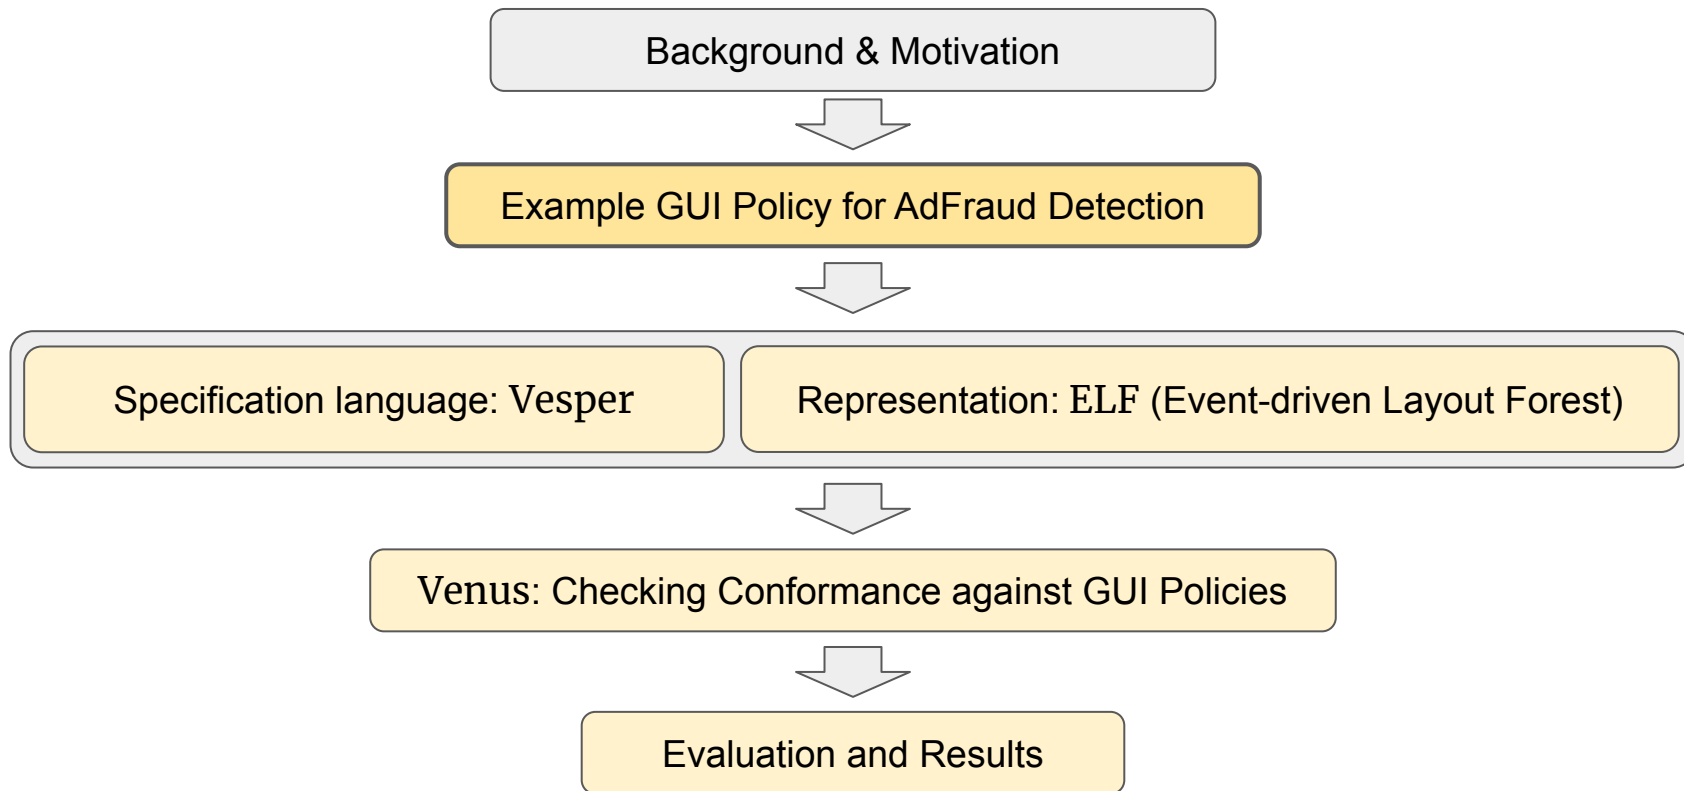 Background & Motivation
Example GUI Policy for AdFraud Detection
Specification language: Vesper
Representation: ELF (Event-driven Layout Forest)
Venus: Checking Conformance against GUI Policies
Evaluation and Results